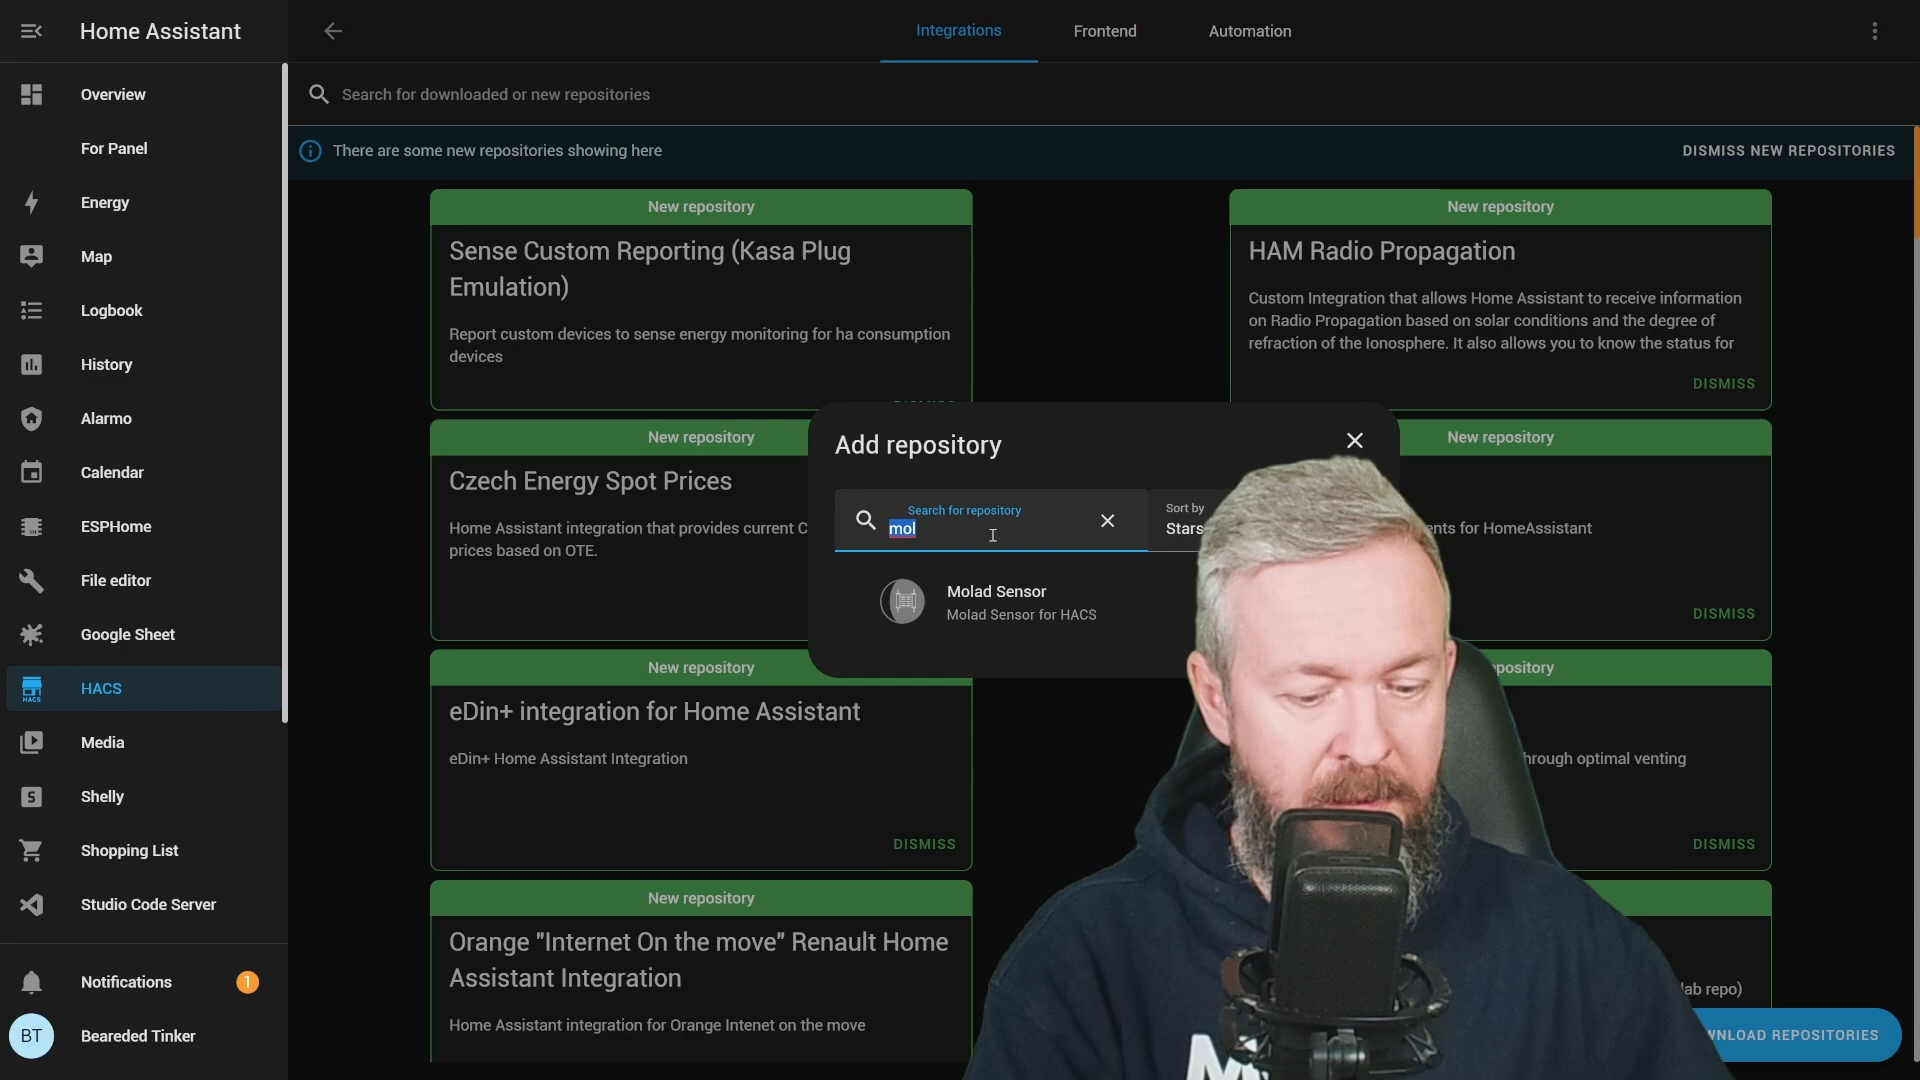 Home Assistant
Integrations
Frontend
Automation
Search for downloaded or new repositories
There are some new repositories showing here
DISMISS NEW REPOSITORIES
Overview
For Panel
Energy
Map
Logbook
History
Alarmo
Calendar
ESPHome
File editor
Google Sheet
HACS
HACS
Media
S
Shelly
Shopping List
Studio Code Server
Notifications
1
BT
Beareded Tinker
New repository
Sense Custom Reporting (Kasa Plug
Emulation)
Report custom devices to sense energy monitoring for ha consumption
devices
New repository
HAM Radio Propagation
Custom Integration that allows Home Assistant to receive information
on Radio Propagation based on solar conditions and the degree of
refraction of the Ionosphere. It also allows you to know the status for
DISMISS
New repository
Czech Energy Spot Prices
Home Assistant integration that provides current C
prices based on OTE.
New repository
nts for HomeAssistant
DISMISS
Add repository
Search for repository
mol
Sort by
Stars
Molad Sensor
Molad Sensor for HACS
New repository
eDin+ integration for Home Assistant
eDin+ Home Assistant Integration
DISMISS
pository
hrough optimal venting
DISMISS
New repository
Orange "Internet On the move" Renault Home
Assistant Integration
Home Assistant integration for Orange Intenet on the move
lab repo)
WNLOAD REPOSITORIES